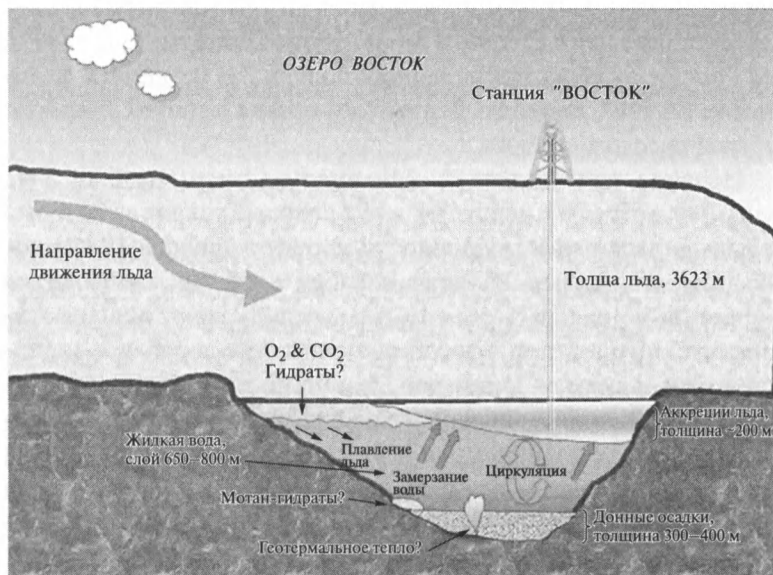 ОЗЕРО ВОСТОК
Станция "ВОСТОК"
Направление
движения льда
Толща льда, 3623 м
O2 & CO2
Гидраты?
Аккреции льда,
толщина ~200 м
Жидкая вода,
слой 650–800 м
Плавление
льда
Замерзание
воды
Циркуляция
Мотан-гидраты?
Донные осадки,
толщина 300–400 м
Геотермальное тепло?